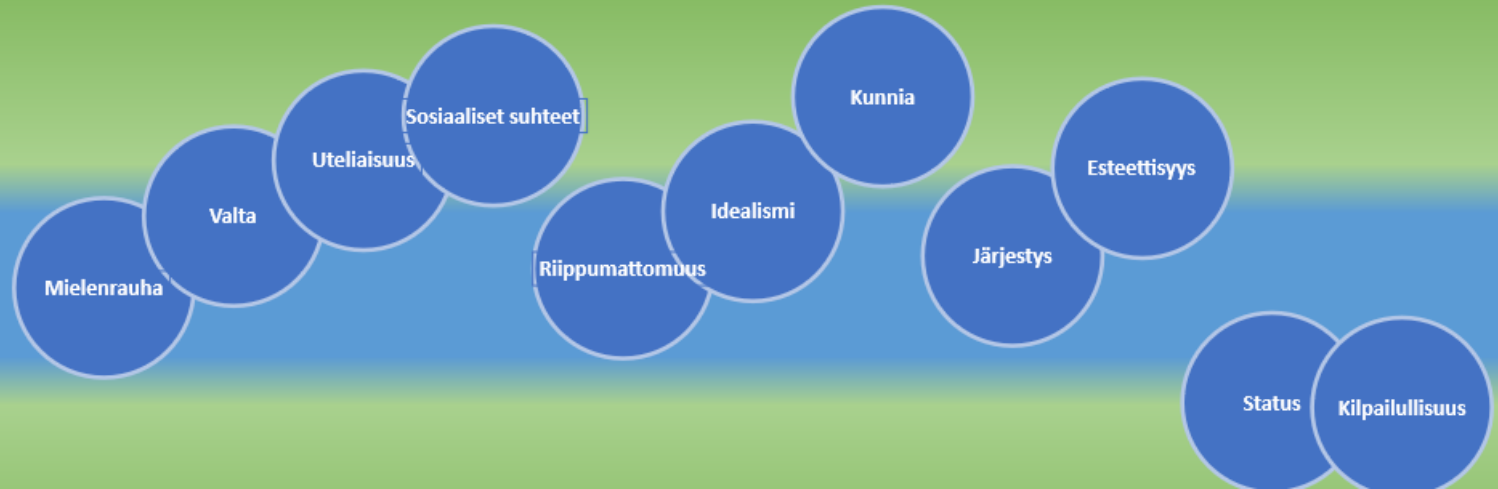 Mielenrauha
Valta
Uteliaisuus
Sosiaaliset suhteet
Riippumattomuus
Idealismi
Kunnia
Järjestys
Esteettisyys
Status
Kilpailullisuus